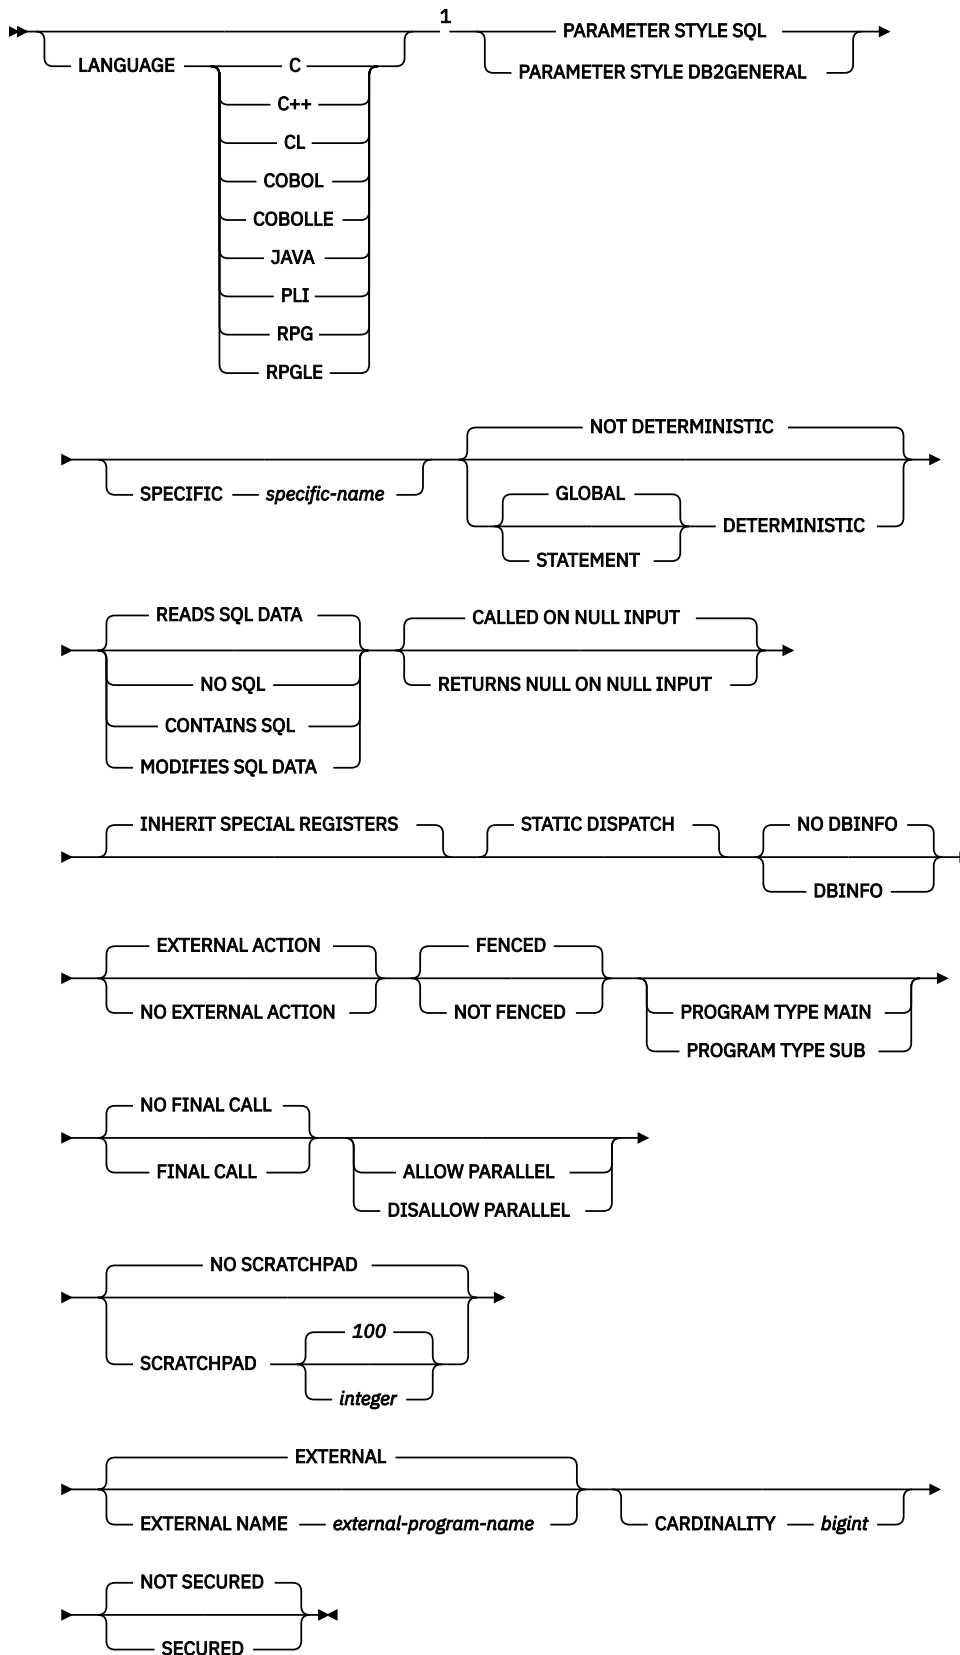 1
PARAMETER STYLE SQL
LANGUAGE C
PARAMETER STYLE DB2GENERAL
C++
CL
COBOL
COBOLLE
JAVA
PLI
RPG
RPGLE
NOT DETERMINISTIC
SPECIFIC specific-name
GLOBAL
DETERMINISTIC
STATEMENT
READS SQL DATA
CALLED ON NULL INPUT
NO SQL
RETURNS NULL ON NULL INPUT
CONTAINS SQL
MODIFIES SQL DATA
INHERIT SPECIAL REGISTERS
STATIC DISPATCH
NO DBINFO
DBINFO
EXTERNAL ACTION
FENCED
NO EXTERNAL ACTION
NOT FENCED
PROGRAM TYPE MAIN
PROGRAM TYPE SUB
NO FINAL CALL
FINAL CALL
ALLOW PARALLEL
DISALLOW PARALLEL
NO SCRATCHPAD
100
SCRATCHPAD
integer
EXTERNAL
EXTERNAL NAME external-program-name
CARDINALITY bigint
NOT SECURED
SECURED